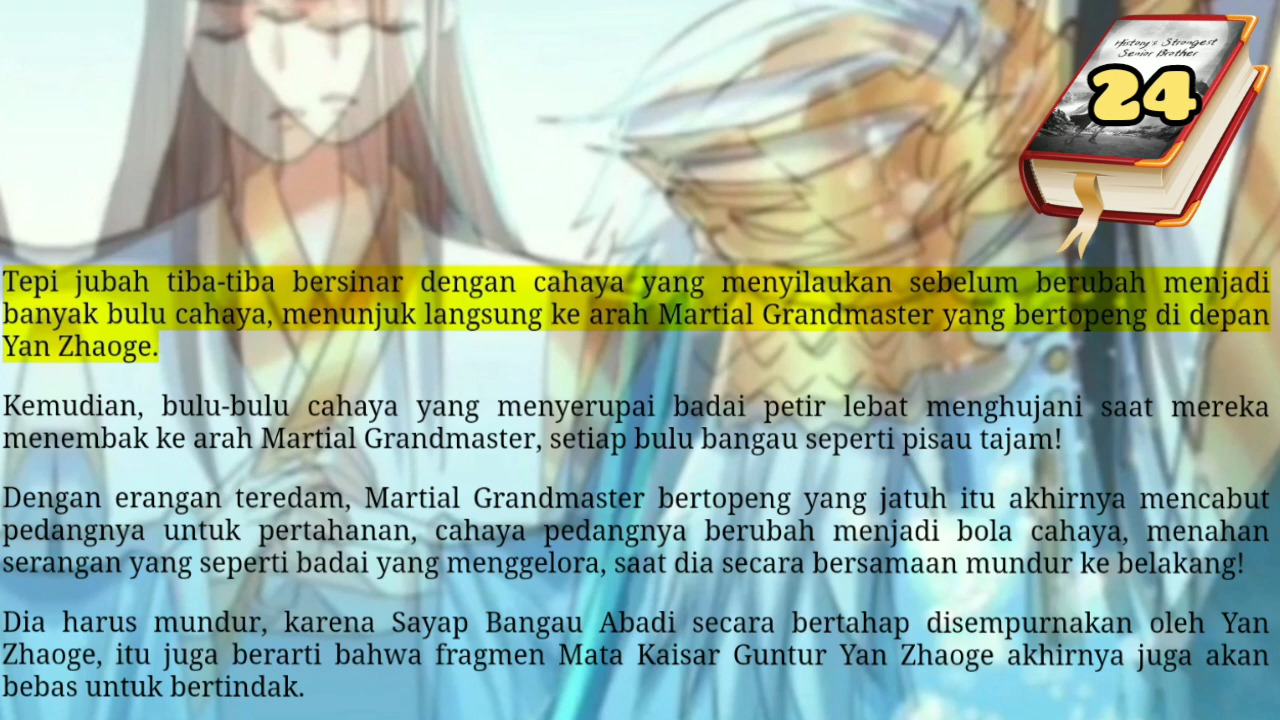 History's Strongest
Senior Brother
24
Tepi jubah tiba-tiba bersinar dengan cahaya yang menyilaukan sebelum berubah menjadi
banyak bulu cahaya, menunjuk langsung ke arah Martial Grandmaster yang bertopeng di depan
Yan Zhaoge.
Kemudian, bulu-bulu cahaya yang menyerupai badai petir lebat menghujani saat mereka
menembak ke arah Martial Grandmaster, setiap bulu bangau seperti pisau tajam!
Dengan erangan teredam, Martial Grandmaster bertopeng yang jatuh itu akhirnya mencabut
pedangnya untuk pertahanan, cahaya pedangnya berubah menjadi bola cahaya, menahan
serangan yang seperti badai yang menggelora, saat dia secara bersamaan mundur ke belakang!
Dia harus mundur, karena Sayap Bangau Abadi secara bertahap disempurnakan oleh Yan
Zhaoge, itu juga berarti bahwa fragmen Mata Kaisar Guntur Yan Zhaoge akhirnya juga akan
bebas untuk bertindak.